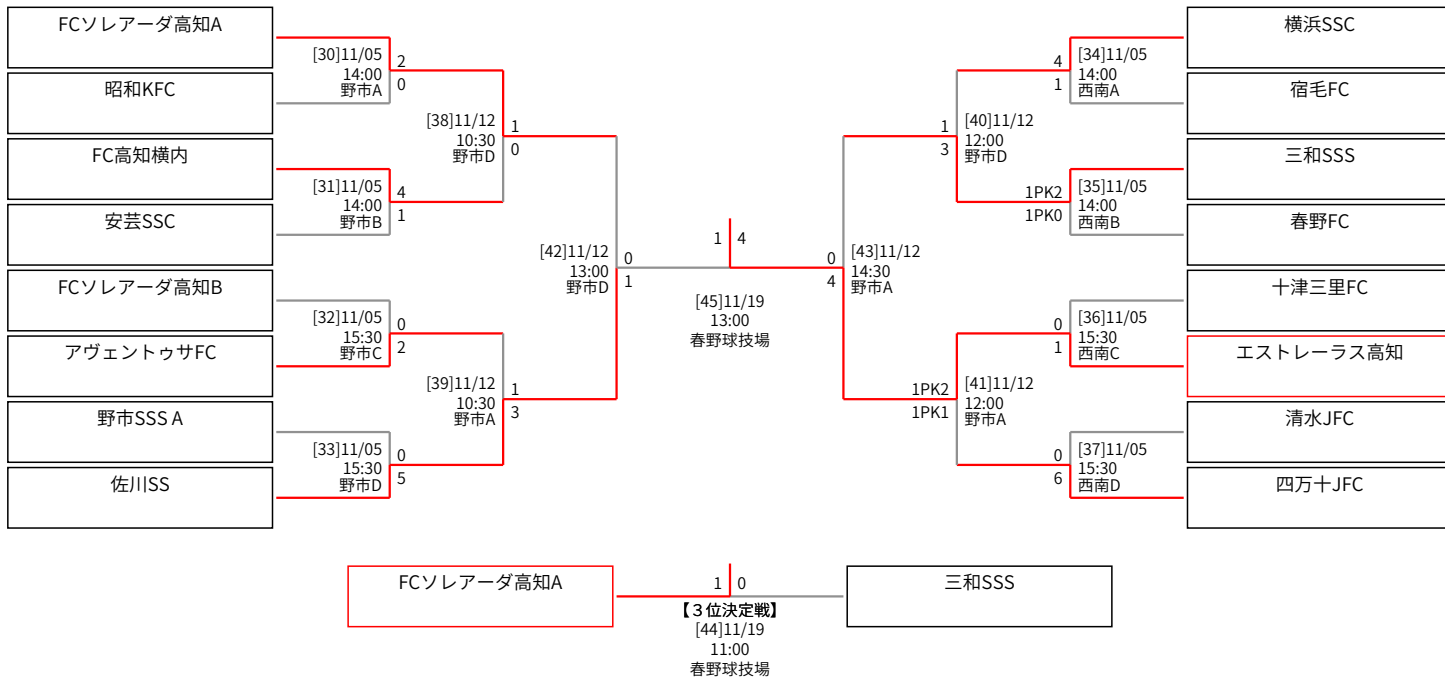 FCソレアーダ高知A
昭和KFC
FC高知横内
安芸SSC
FCソレアーダ高知B
アヴェントゥサFC
野市SSS A
佐川SS
[30]11/05
14:00
野市A
2
0
[31]11/05
14:00
野市B
4
1
[32]11/05
15:30
野市C
0
2
[33]11/05
15:30
野市D
0
5
[38]11/12
10:30
野市D
1
0
[39]11/12
10:30
野市A
1
3
[42]11/12
13:00
野市D
0
1
1 4
[45]11/19
13:00
春野球技場
0
4
[43]11/12
14:30
野市A
1
3
[40]11/12
12:00
野市D
1PK2
1PK1
[41]11/12
12:00
野市A
4
1
[34]11/05
14:00
西南A
1PK2
1PK0
[35]11/05
14:00
西南B
0
1
[36]11/05
15:30
西南C
0
6
[37]11/05
15:30
西南D
横浜SSC
宿毛FC
三和SSS
春野FC
十津三里FC
エストレーラス高知
清水JFC
四万十JFC
FCソレアーダ高知A
1 0
三和SSS
【３位決定戦】
[44]11/19
11:00
春野球技場